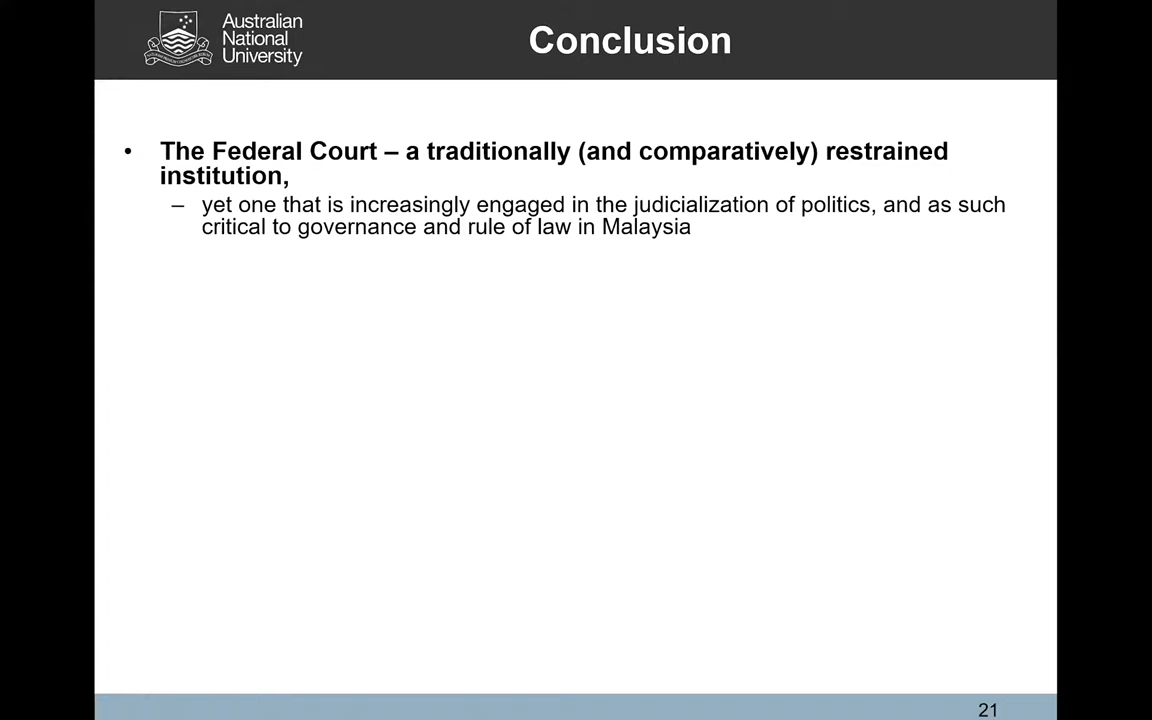 Australian
National
University
Conclusion
• The Federal Court – a traditionally (and comparatively) restrained
institution,
– yet one that is increasingly engaged in the judicialization of politics, and as such
critical to governance and rule of law in Malaysia
21